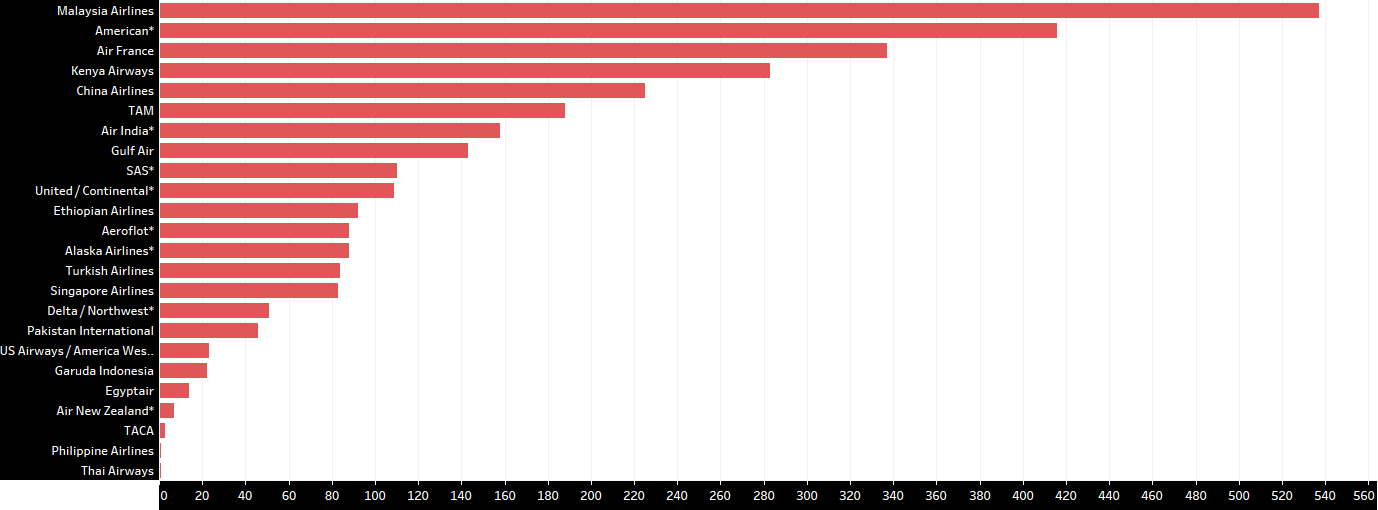 Malaysia Airlines
American*
Air France
Kenya Airways
China Airlines
TAM
Air India*
Gulf Air
SAS*
United / Continental*
Ethiopian Airlines
Aeroflot*
Alaska Airlines*
Turkish Airlines
Singapore Airlines
Delta / Northwest*
Pakistan International
US Airways / America Wes..
Garuda Indonesia
Egyptair
Air New Zealand*
TACA
Philippine Airlines
Thai Airways
0 20 40 60 80 100 120 140 160 180 200 220 240 260 280 300 320 340 360 380 400 420 440 460 480 500 520 540 560